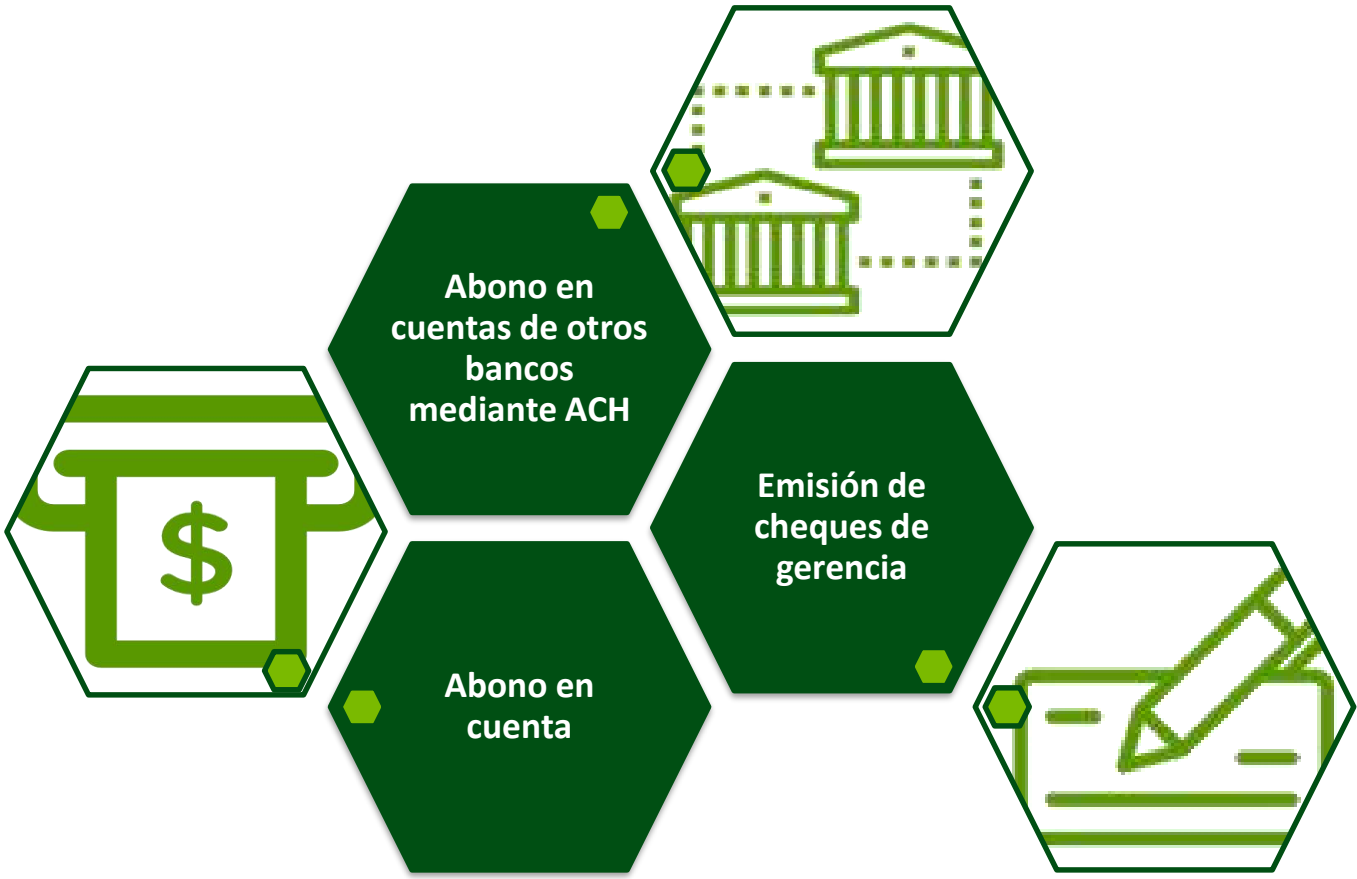 Abono en
cuentas de otros
bancos
mediante ACH
Emisión de
cheques de
gerencia
$
Abono en
cuenta